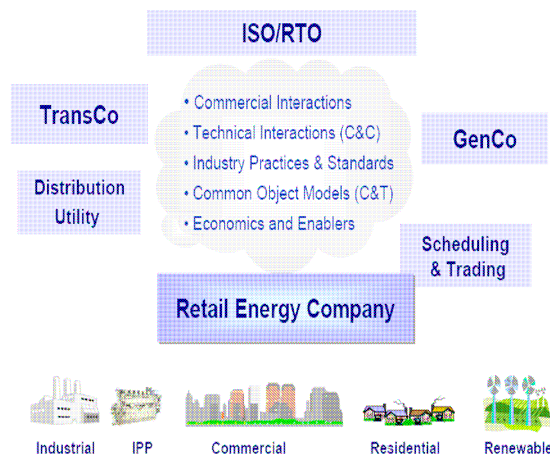 ISO/RTO
TransCo
GenCo
Distribution
Utility
• Commercial Interactions
• Technical Interactions (C&C)
• Industry Practices & Standards
• Common Object Models (C&T)
• Economics and Enablers
Scheduling
& Trading
Retail Energy Company
Industrial
IPP
Commercial
Residential
Renewable